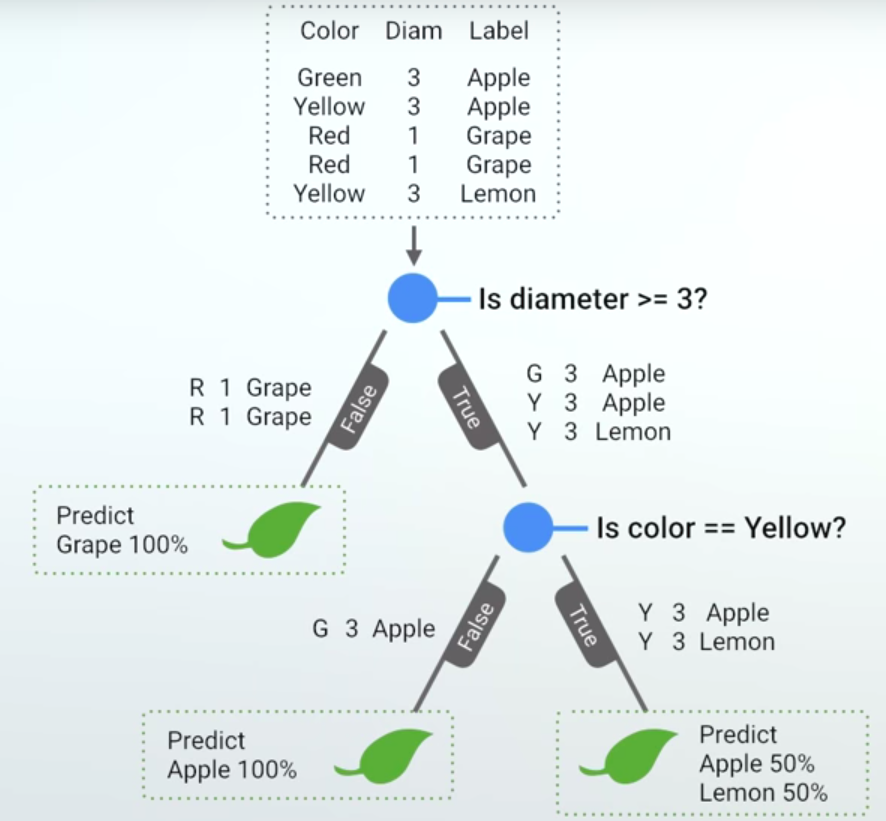 Color Diam Label
Green 3 Apple
Yellow 3 Apple
Red 1 Grape
Red 1 Grape
Yellow 3 Lemon
Is diameter >= 3?
R 1 Grape
R 1 Grape
False
True
G 3 Apple
Y 3 Apple
Y 3 Lemon
Predict
Grape 100%
Is color == Yellow?
G 3 Apple
False
True
Y 3 Apple
Y 3 Lemon
Predict
Apple 100%
Predict
Apple 50%
Lemon 50%